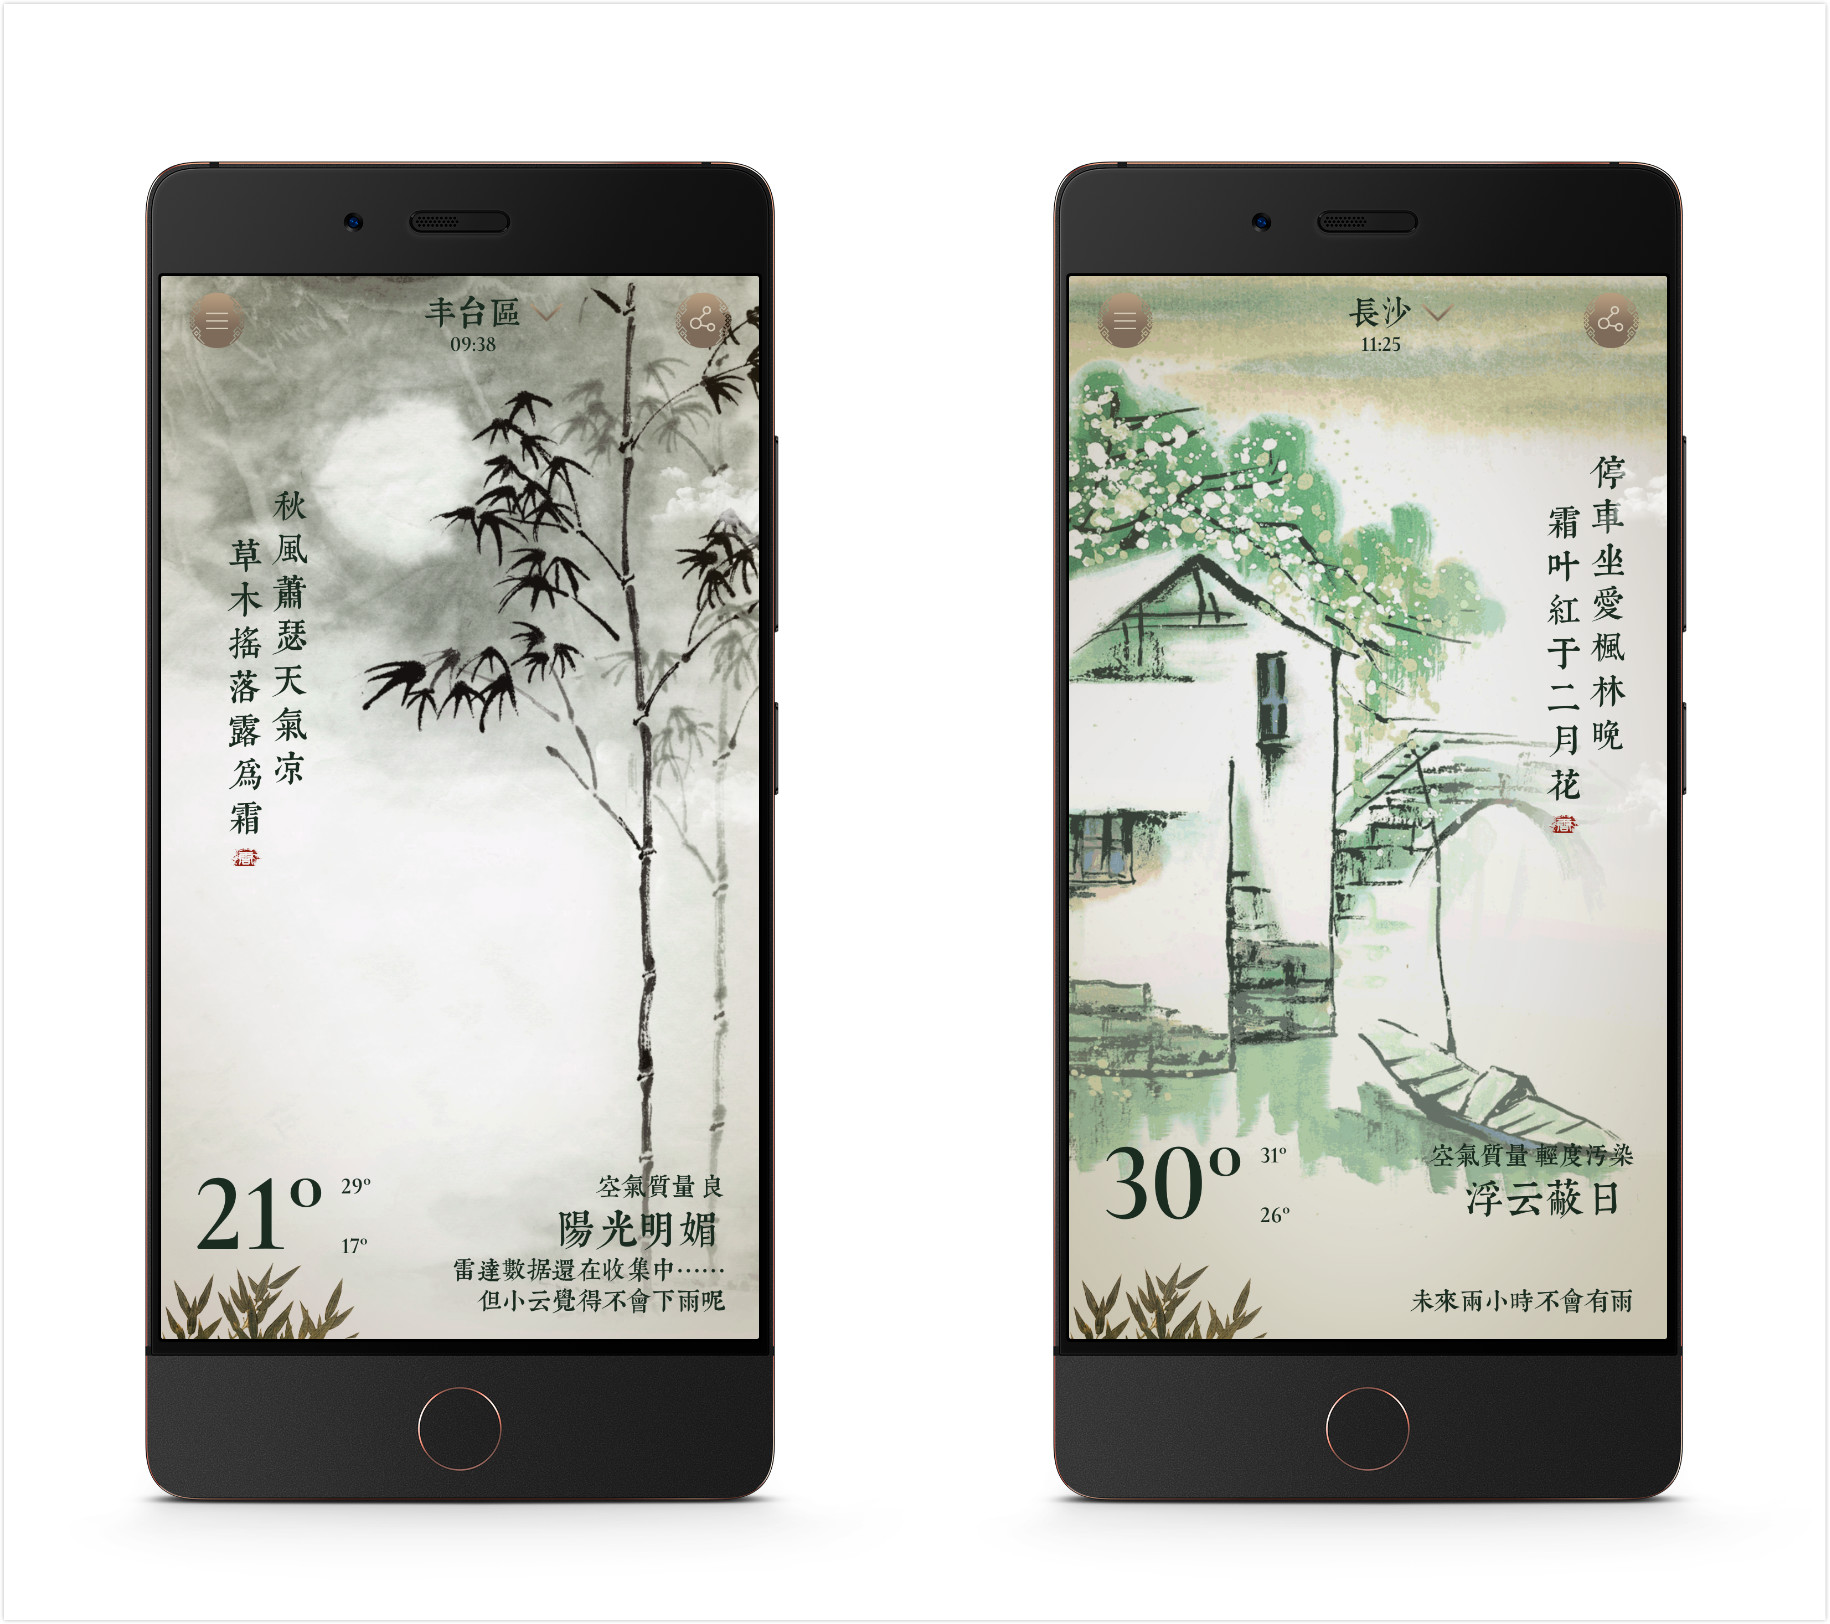 丰台區
09:38
秋風蕭瑟天氣凉
草木搖落露爲霜
21°
29°
17°
空氣質量 良
陽光明媚
雷達數据還在收集中……
但小云覺得不會下雨呢
長沙
11:25
停車坐愛楓林晚
霜叶紅于二月花
30°
31°
26°
空氣質量 輕度汚染
浮云蔽日
未來兩小時不會有雨